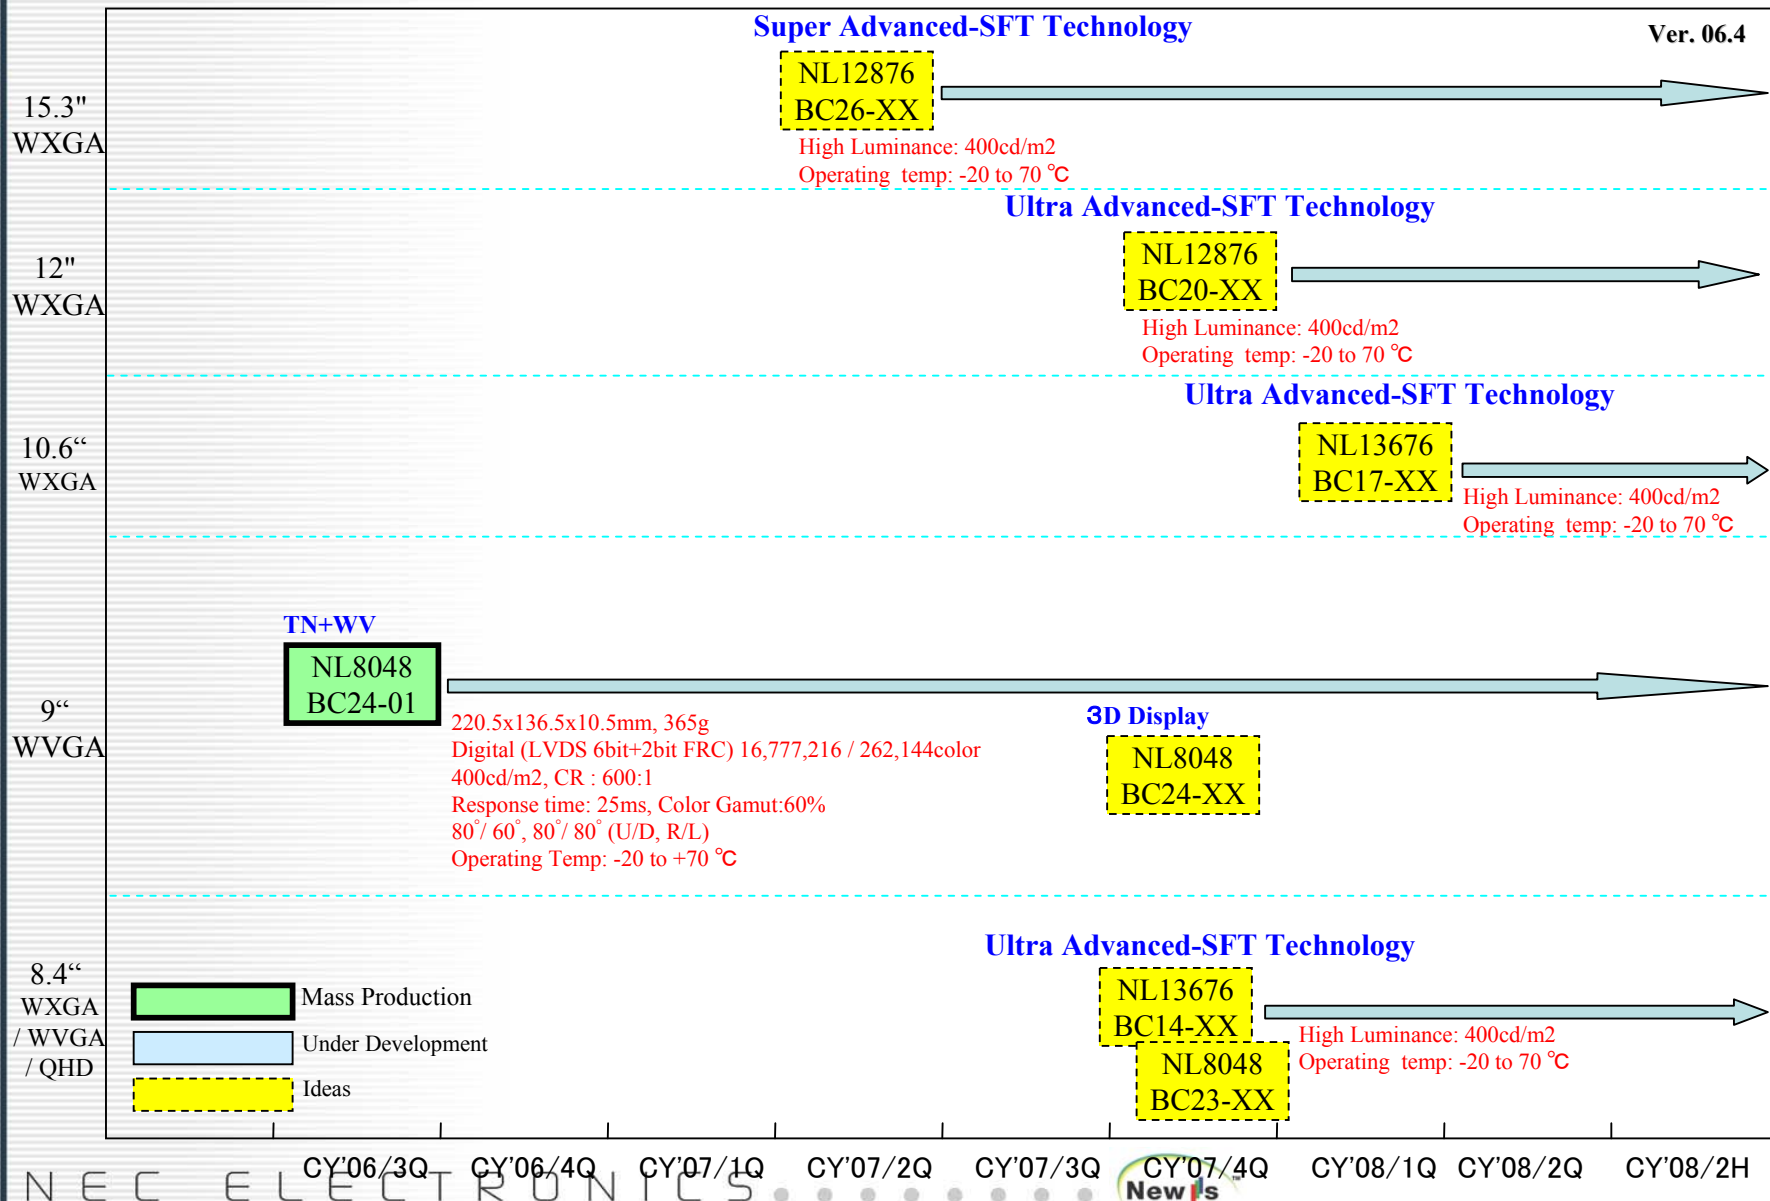 Super Advanced-SFT Technology
Ver. 06.4
15.3"
WXGA
NL12876
BC26-XX
High Luminance: 400cd/m2
Operating temp: -20 to 70 ℃
Ultra Advanced-SFT Technology
12"
WXGA
NL12876
BC20-XX
High Luminance: 400cd/m2
Operating temp: -20 to 70 ℃
Ultra Advanced-SFT Technology
10.6“
WXGA
NL13676
BC17-XX
High Luminance: 400cd/m2
Operating temp: -20 to 70 ℃
TN+WV
9“
WVGA
NL8048
BC24-01
220.5x136.5x10.5mm, 365g
Digital (LVDS 6bit+2bit FRC) 16,777,216 / 262,144color
400cd/m2, CR : 600:1
Response time: 25ms, Color Gamut:60%
80°/ 60°, 80°/ 80° (U/D, R/L)
Operating Temp: -20 to +70 ℃
3D Display
NL8048
BC24-XX
Ultra Advanced-SFT Technology
8.4“
WXGA
/ WVGA
/ QHD
NL13676
BC14-XX
NL8048
BC23-XX
High Luminance: 400cd/m2
Operating temp: -20 to 70 ℃
Mass Production
Under Development
Ideas
CY'06/3Q CY'06/4Q CY'07/1Q CY'07/2Q CY'07/3Q CY'07/4Q CY'08/1Q CY'08/2Q CY'08/2H
NEC ELECTRONICS
New Is ™